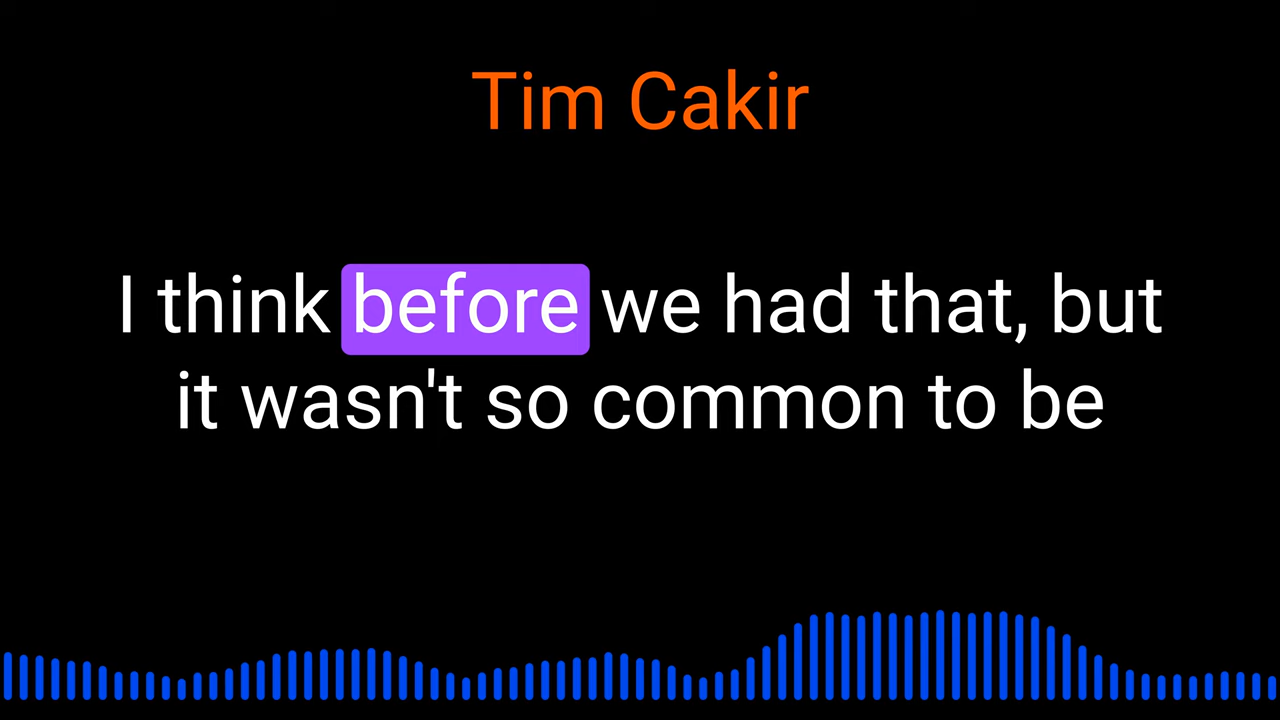 Tim Cakir
I think before we had that, but
it wasn't so common to be